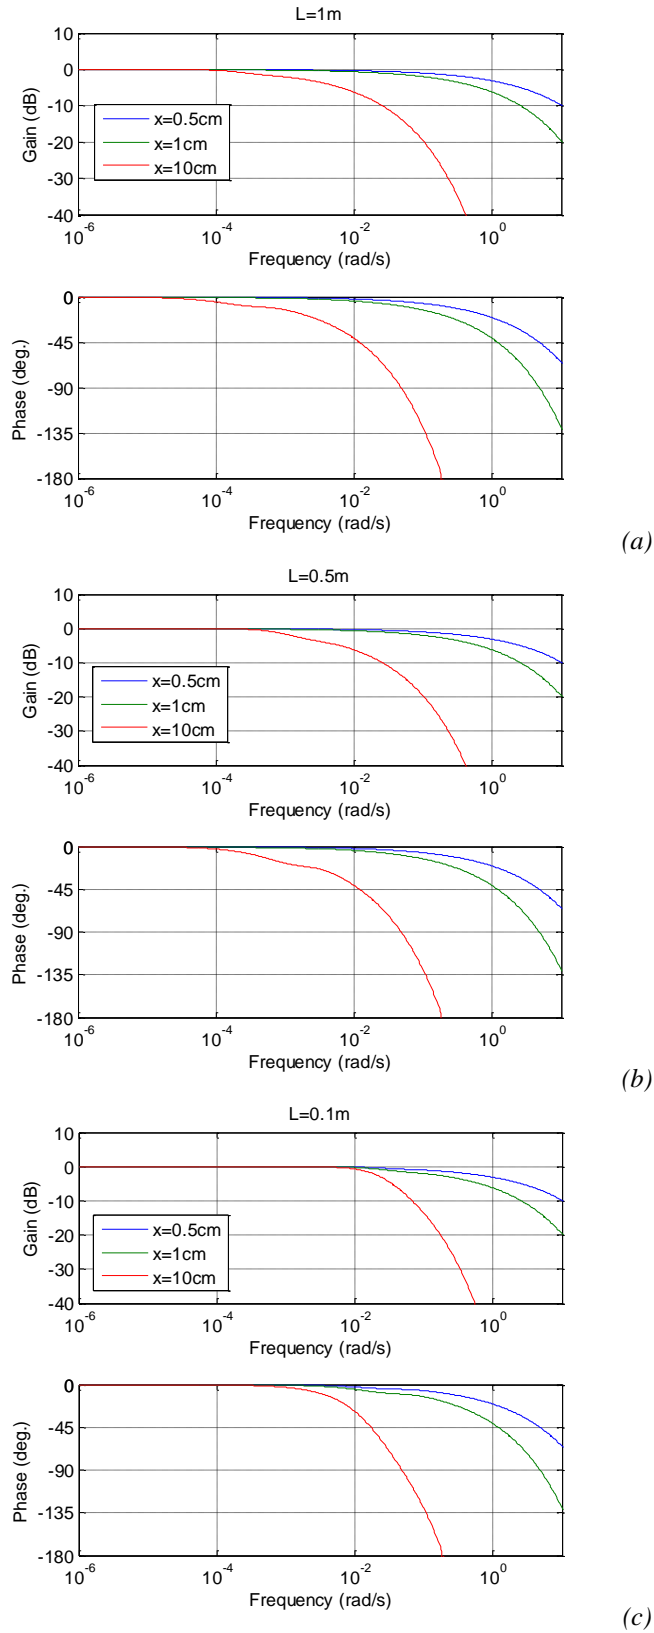 L=1m
10
0
-10
-20
-30
-40
Gain (dB)
x=0.5cm
x=1cm
x=10cm
10^-6
10^-4
10^-2
10^0
Frequency (rad/s)
0
-45
-90
-135
-180
Phase (deg.)
10^-6
10^-4
10^-2
10^0
Frequency (rad/s)
(a)
L=0.5m
10
0
-10
-20
-30
-40
Gain (dB)
x=0.5cm
x=1cm
x=10cm
10^-6
10^-4
10^-2
10^0
Frequency (rad/s)
0
-45
-90
-135
-180
Phase (deg.)
10^-6
10^-4
10^-2
10^0
Frequency (rad/s)
(b)
L=0.1m
10
0
-10
-20
-30
-40
Gain (dB)
x=0.5cm
x=1cm
x=10cm
10^-6
10^-4
10^-2
10^0
Frequency (rad/s)
0
-45
-90
-135
-180
Phase (deg.)
10^-6
10^-4
10^-2
10^0
Frequency (rad/s)
(c)